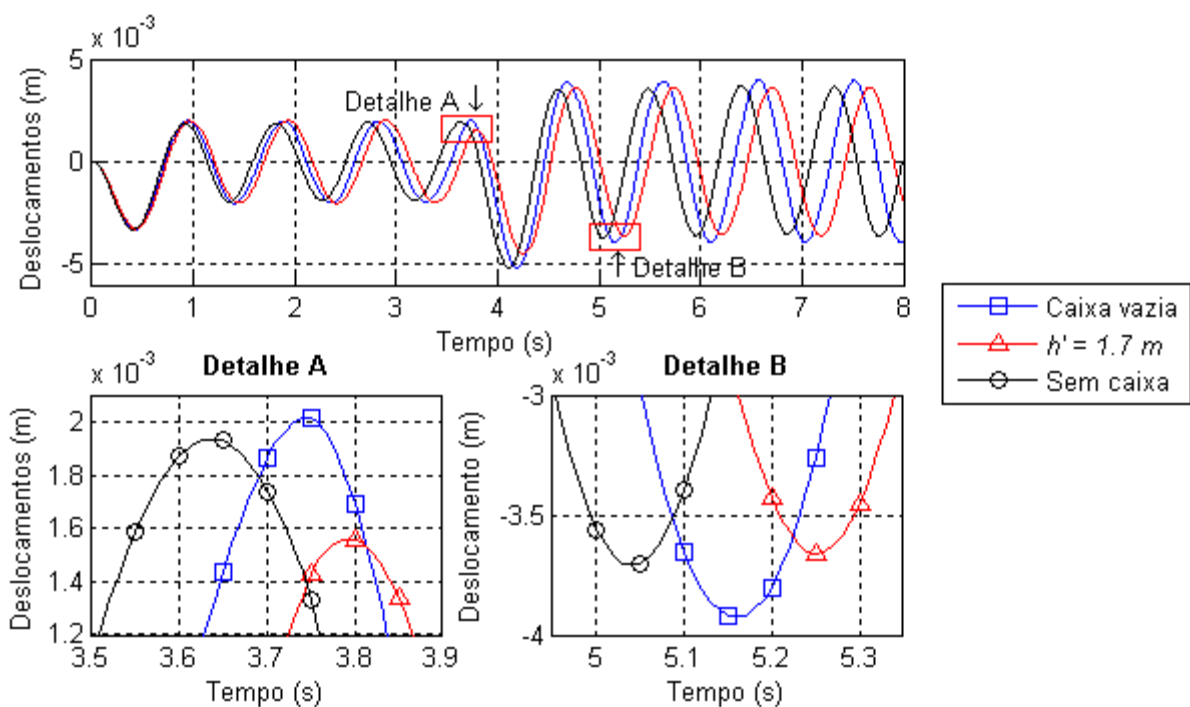 x 10^-3
5
0
-5
Deslocamentos (m)
Detalhe A ↓
↑ Detalhe B
0 1 2 3 4 5 6 7 8
Tempo (s)
Caixa vazia
h' = 1.7 m
Sem caixa
x 10^-3
Detalhe A
2
1.8
1.6
1.4
1.2
Deslocamentos (m)
3.5 3.6 3.7 3.8 3.9
Tempo (s)
x 10^-3
Detalhe B
-3
-3.5
-4
Deslocamento (m)
5 5.1 5.2 5.3
Tempo (s)